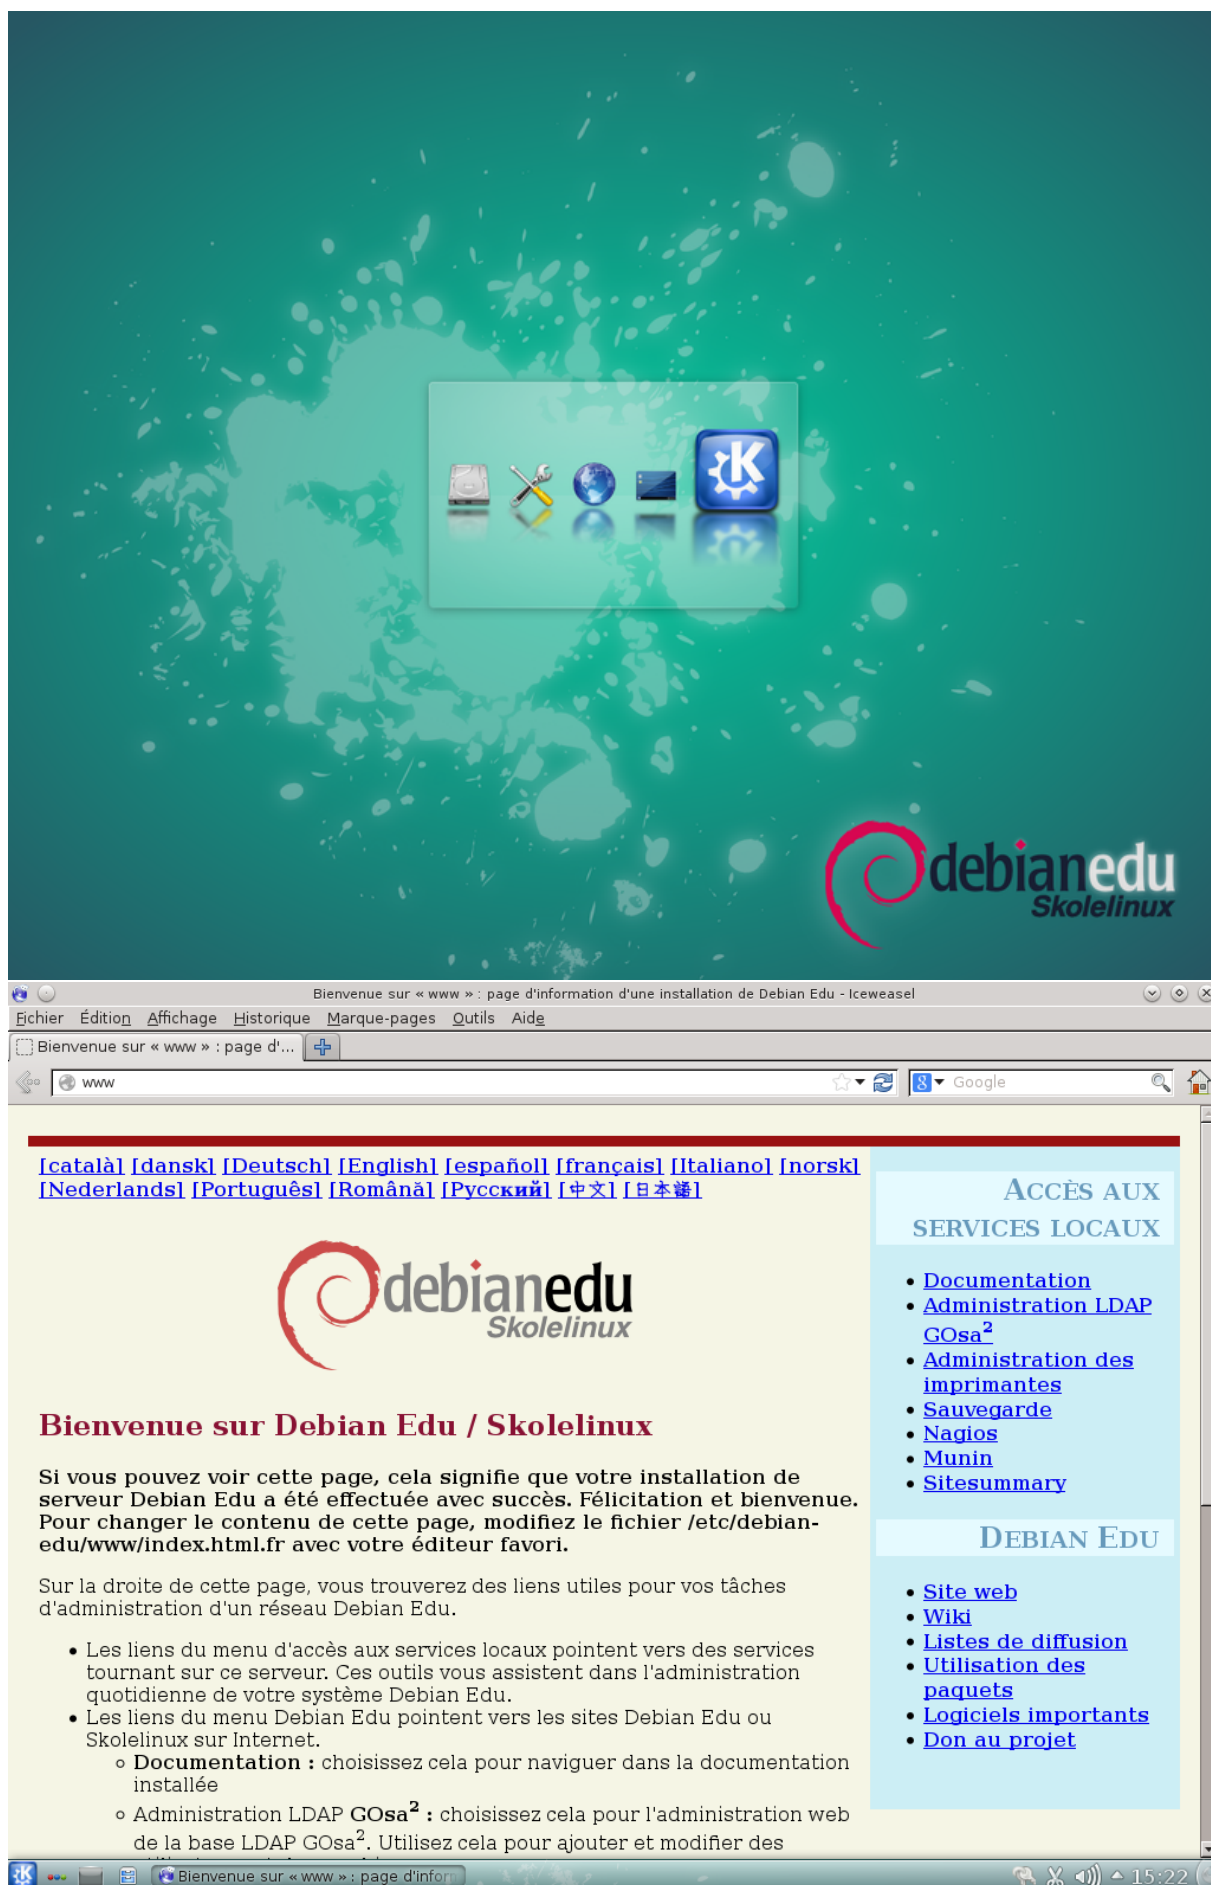 debianedu
Skolelinux
Bienvenue sur « www » : page d'information d'une installation de Debian Edu - Iceweasel
Fichier Édition Affichage Historique Marque-pages Outils Aide
Bienvenue sur « www » : page d'...
www
Google
[català] [dansk] [Deutsch] [English] [español] [français] [Italiano] [norsk]
[Nederlands] [Português] [Română] [Русский] [中文] [日本語]
debianedu
Skolelinux
Bienvenue sur Debian Edu / Skolelinux
Si vous pouvez voir cette page, cela signifie que votre installation de
serveur Debian Edu a été effectuée avec succès. Félicitation et bienvenue.
Pour changer le contenu de cette page, modifiez le fichier /etc/debian-
edu/www/index.html.fr avec votre éditeur favori.
Sur la droite de cette page, vous trouverez des liens utiles pour vos tâches
d'administration d'un réseau Debian Edu.
Les liens du menu d'accès aux services locaux pointent vers des services
tournant sur ce serveur. Ces outils vous assistent dans l'administration
quotidienne de votre système Debian Edu.
Les liens du menu Debian Edu pointent vers les sites Debian Edu ou
Skolelinux sur Internet.
Documentation : choisissez cela pour naviguer dans la documentation
installée
Administration LDAP GOsa² : choisissez cela pour l'administration web
de la base LDAP GOsa². Utilisez cela pour ajouter et modifier des
Accès aux
services locaux
Documentation
Administration LDAP
GOsa²
Administration des
imprimantes
Sauvegarde
Nagios
Munin
Sitesummary
Debian Edu
Site web
Wiki
Listes de diffusion
Utilisation des
paquets
Logiciels importants
Don au projet
Bienvenue sur « www » : page d'inform
15:22